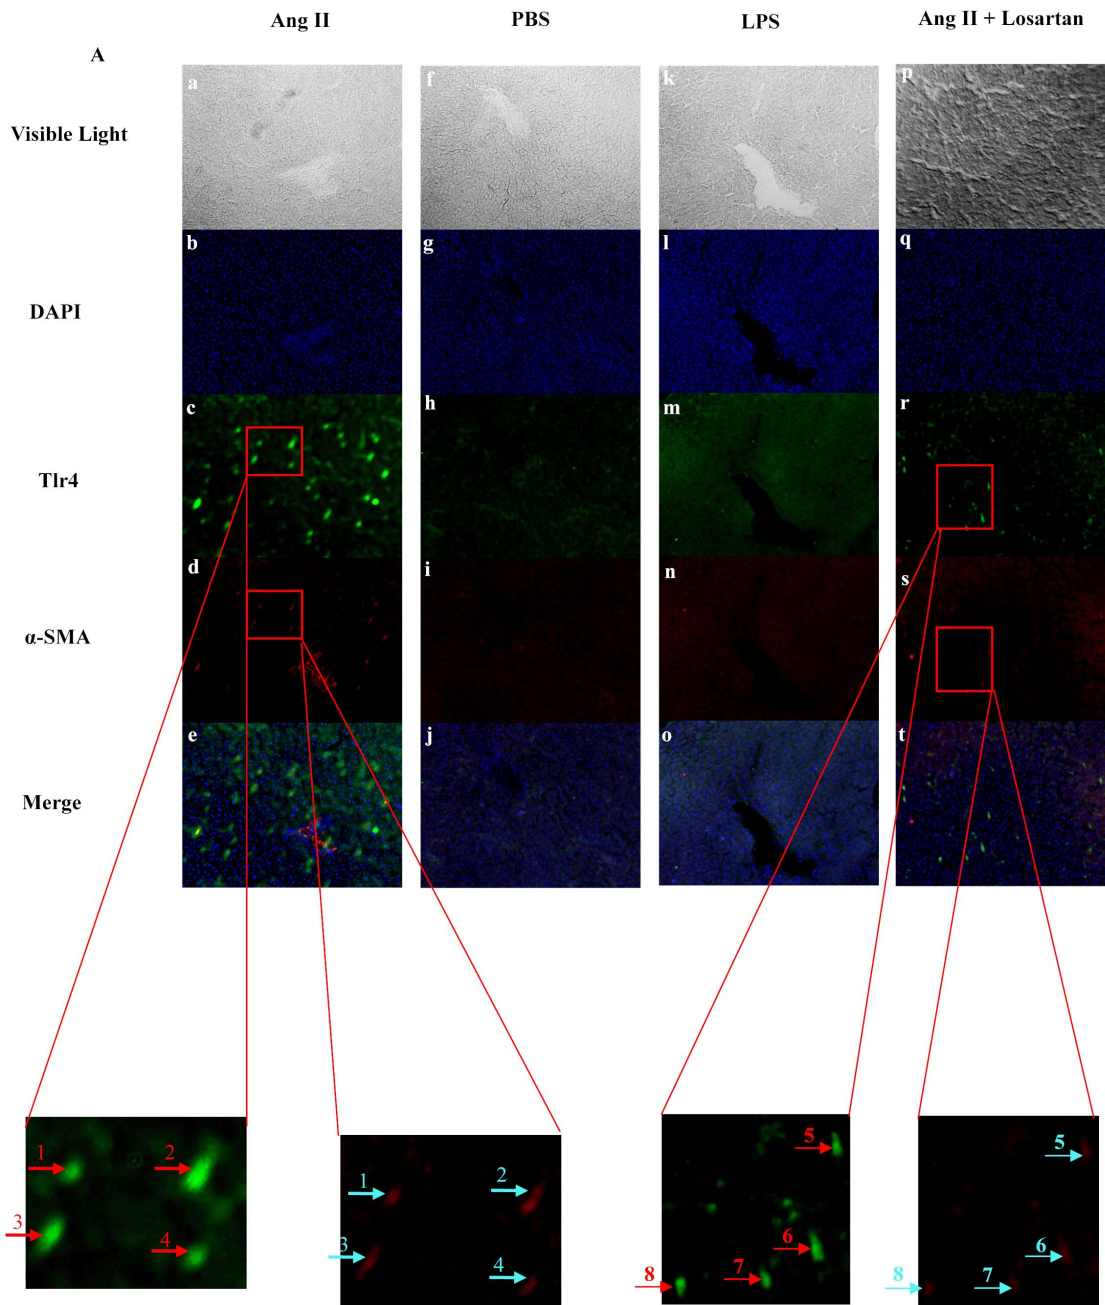 Ang II PBS LPS Ang II + Losartan
A
a f k p
Visible Light
b g l q
DAPI
c h m r
Tlr4
d i n s
α-SMA
e j o t
Merge
1 2
3 4
1 2
3 4
5
6
7
8
5
6
7
8